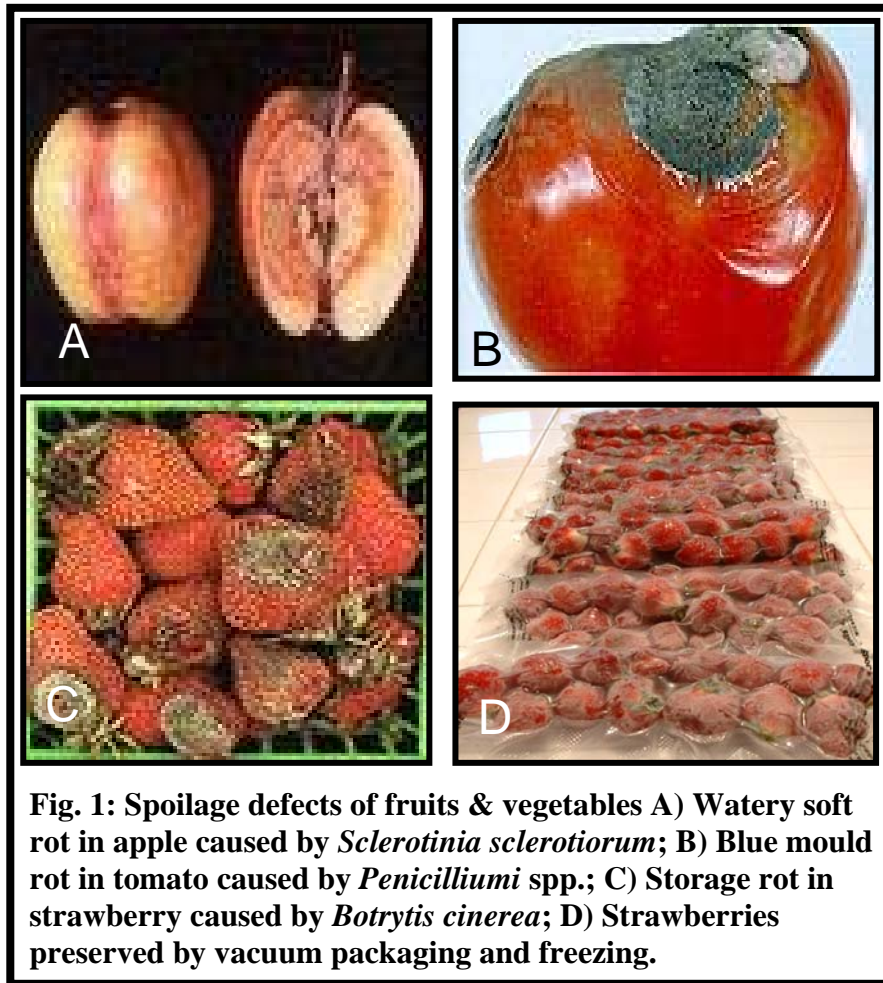 A
B
C
D
Fig. 1: Spoilage defects of fruits & vegetables A) Watery soft
rot in apple caused by Sclerotinia sclerotiorum; B) Blue mould
rot in tomato caused by Penicilliumi spp.; C) Storage rot in
strawberry caused by Botrytis cinerea; D) Strawberries
preserved by vacuum packaging and freezing.